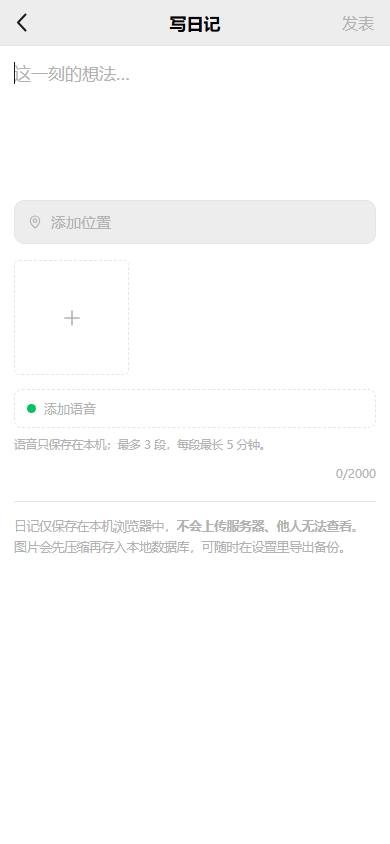 写日记
发表
这一刻的想法...
添加位置
添加语音
语音只保存在本机；最多 3 段，每段最长 5 分钟。
0/2000
日记仅保存在本机浏览器中，不会上传服务器、他人无法查看。
图片会先压缩再存入本地数据库，可随时在设置里导出备份。